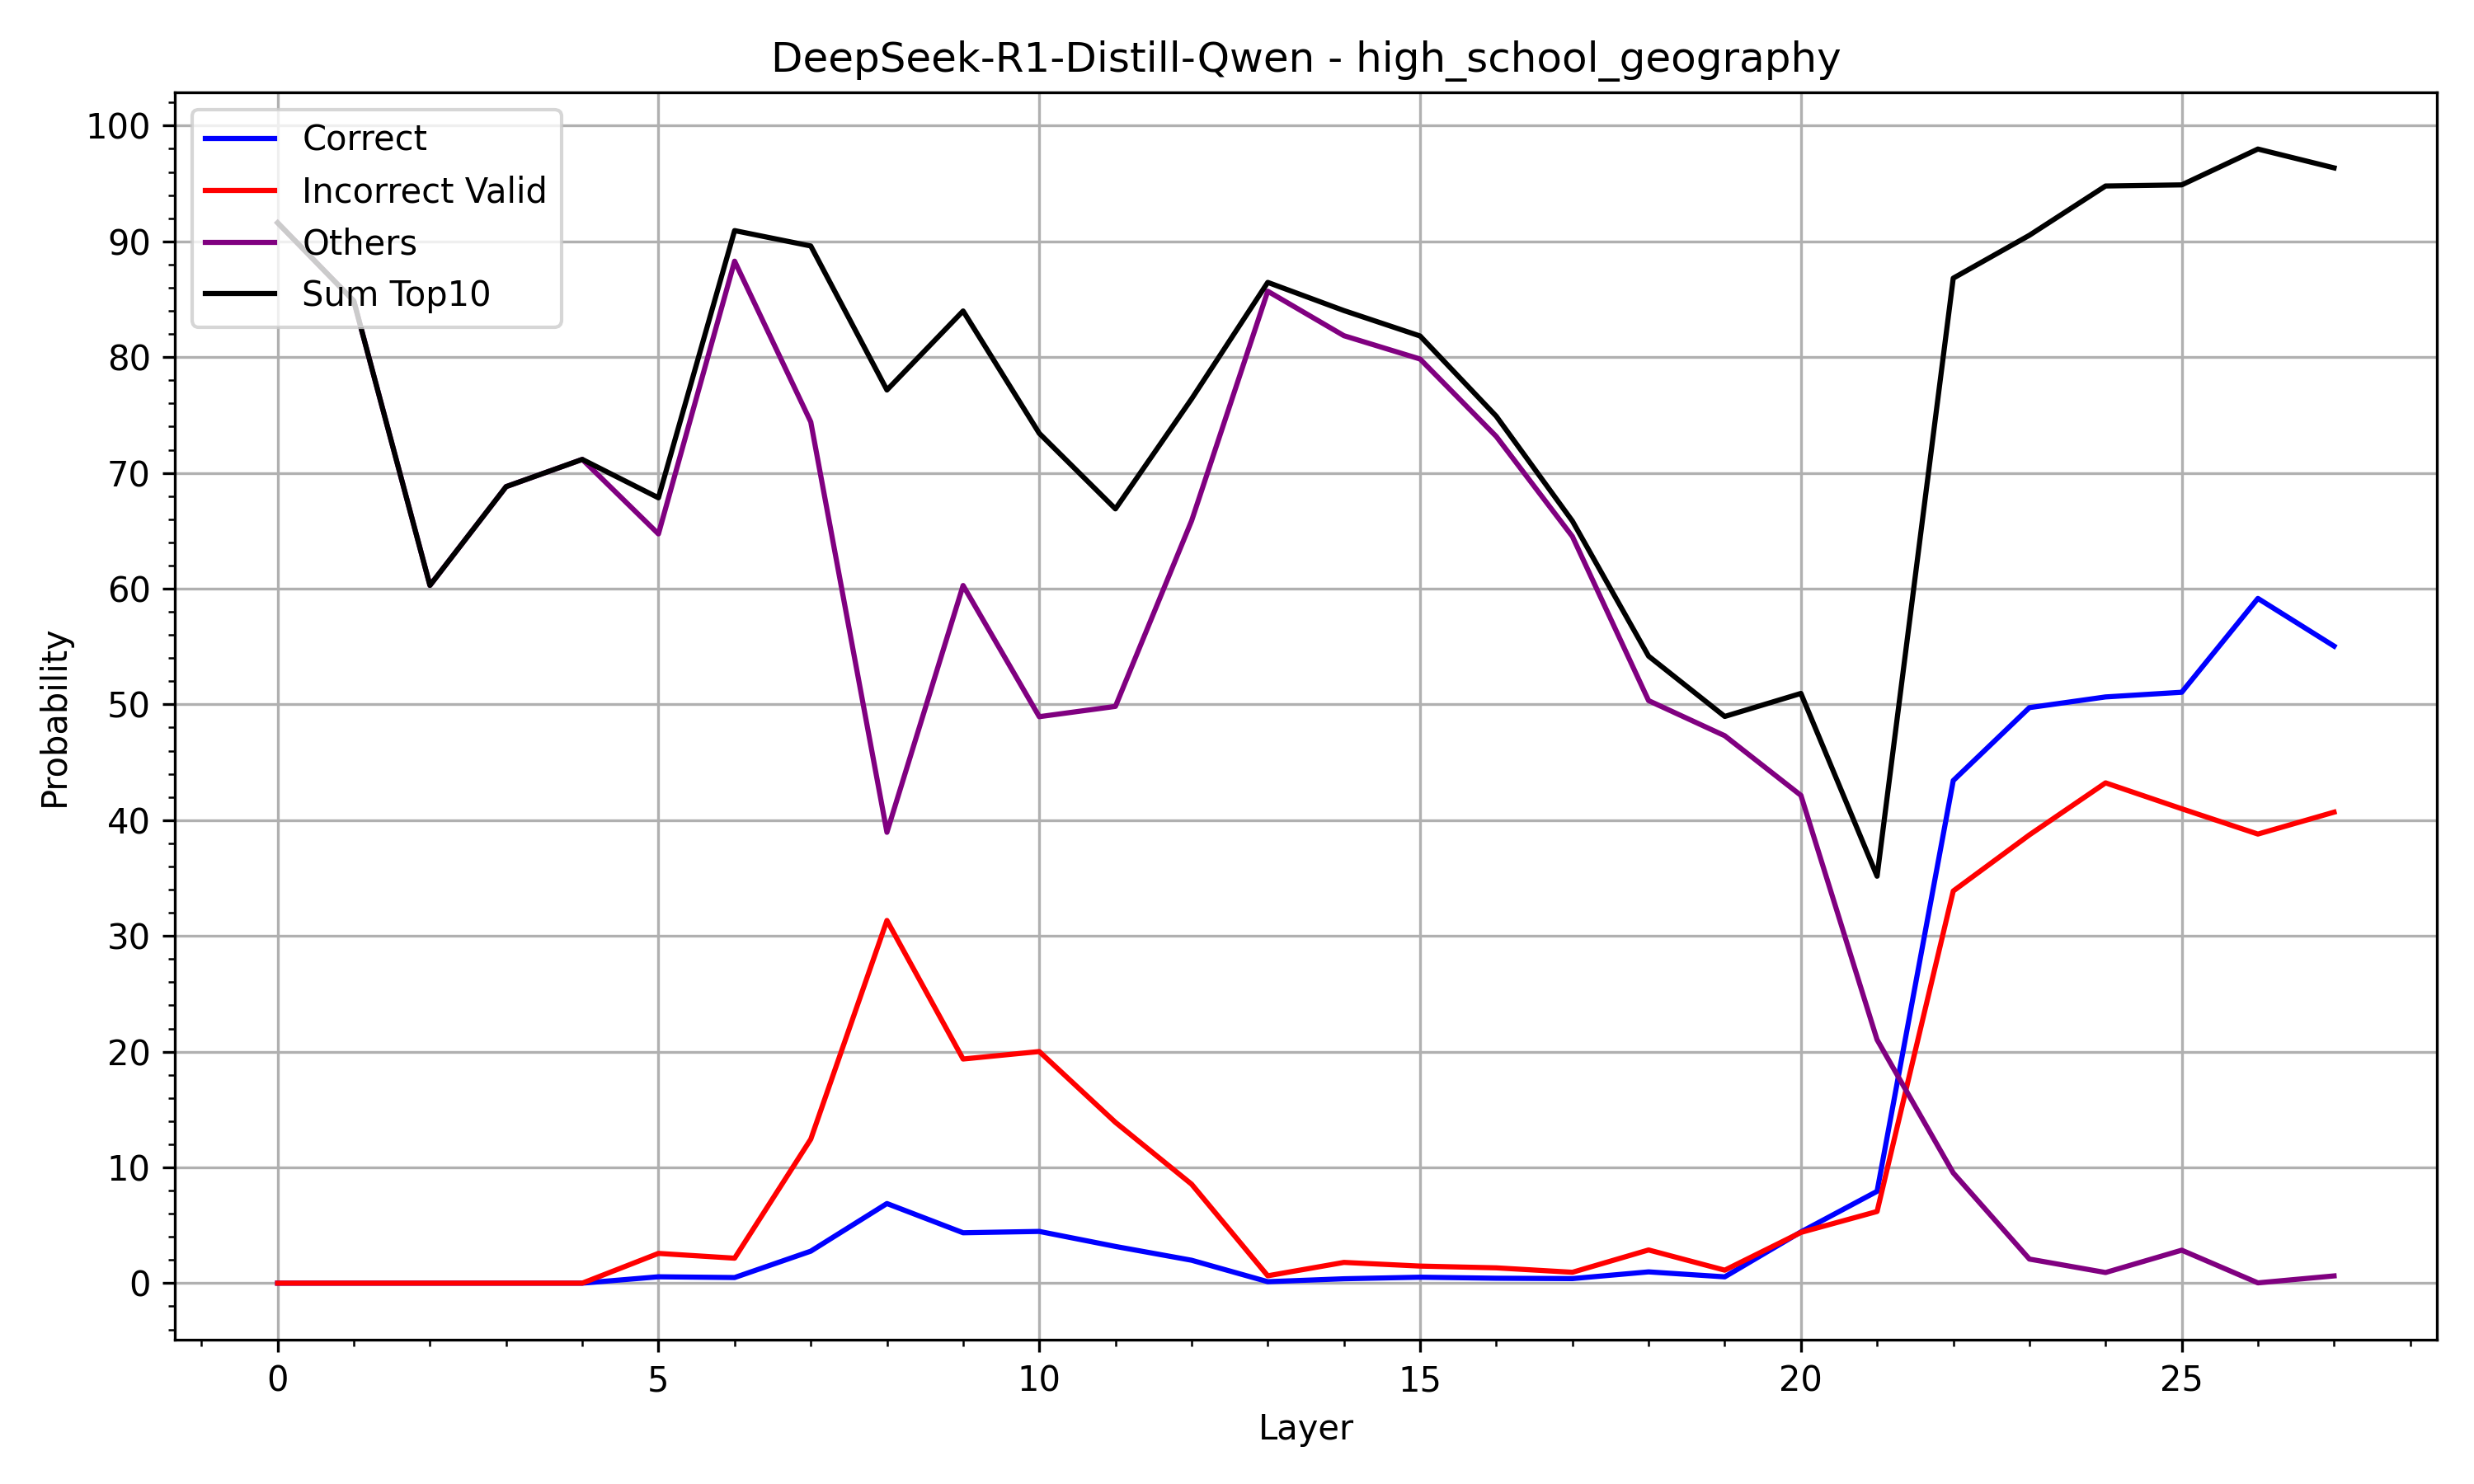 DeepSeek-R1-Distill-Qwen - high_school_geography
Correct
Incorrect Valid
Others
Sum Top10
100
90
80
70
60
50
40
30
20
10
0
Probability
0 5 10 15 20 25
Layer